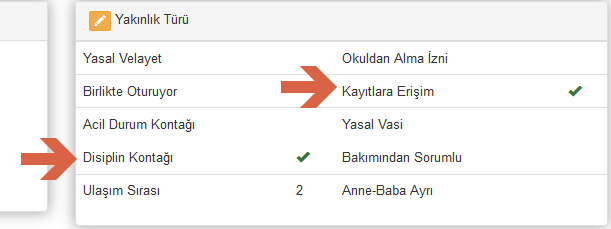 Yakınlık Türü
Yasal Velayet Okuldan Alma İzni
Birlikte Oturuyor Kayıtlara Erişim
Acil Durum Kontağı Yasal Vasi
Disiplin Kontağı Bakımından Sorumlu
Ulaşım Sırası 2 Anne-Baba Ayrı